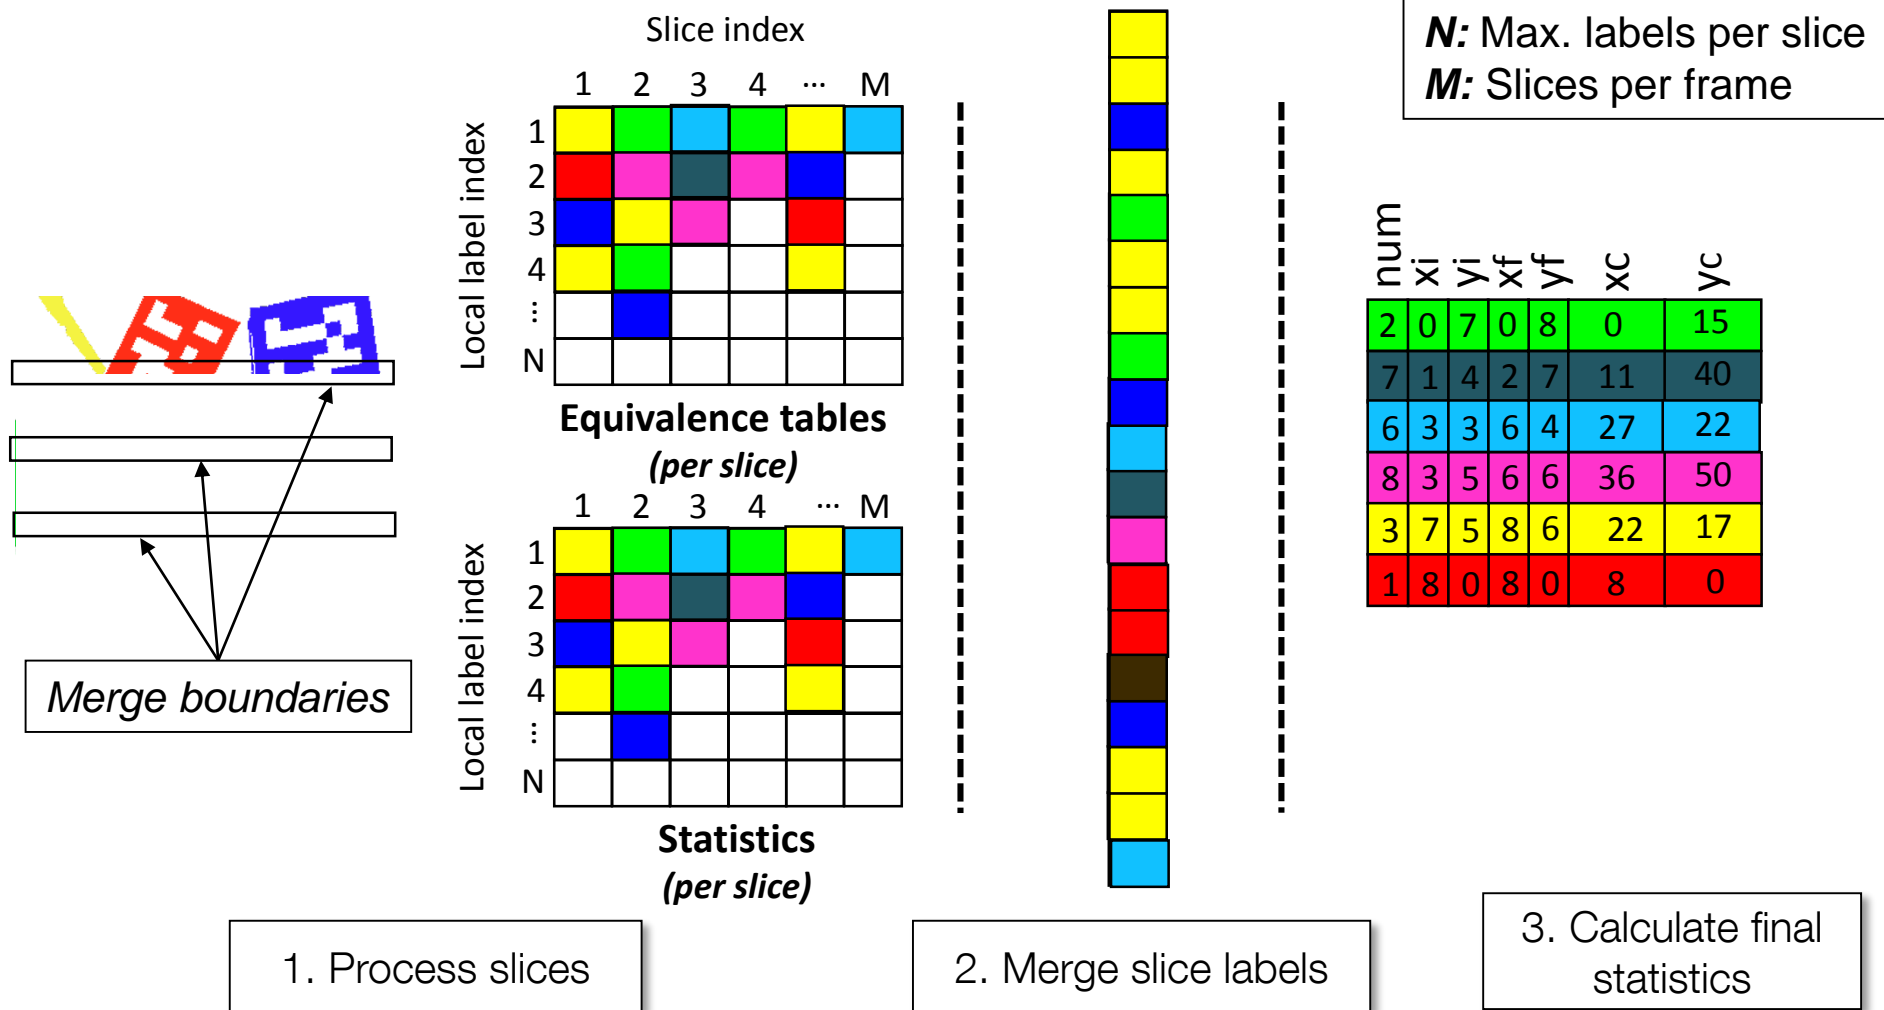 Slice index
1 2 3 4 ... M
Local label index
1
2
3
4
...
N
Equivalence tables
(per slice)
1 2 3 4 ... M
Local label index
1
2
3
4
...
N
Statistics
(per slice)
Merge boundaries
1. Process slices
2. Merge slice labels
N: Max. labels per slice
M: Slices per frame
num xi yi xf yf xc yc
2 0 7 0 8 0 15
7 1 4 2 7 11 40
6 3 3 6 4 27 22
8 3 5 6 6 36 50
3 7 5 8 6 22 17
1 8 0 8 0 8 0
3. Calculate final
statistics